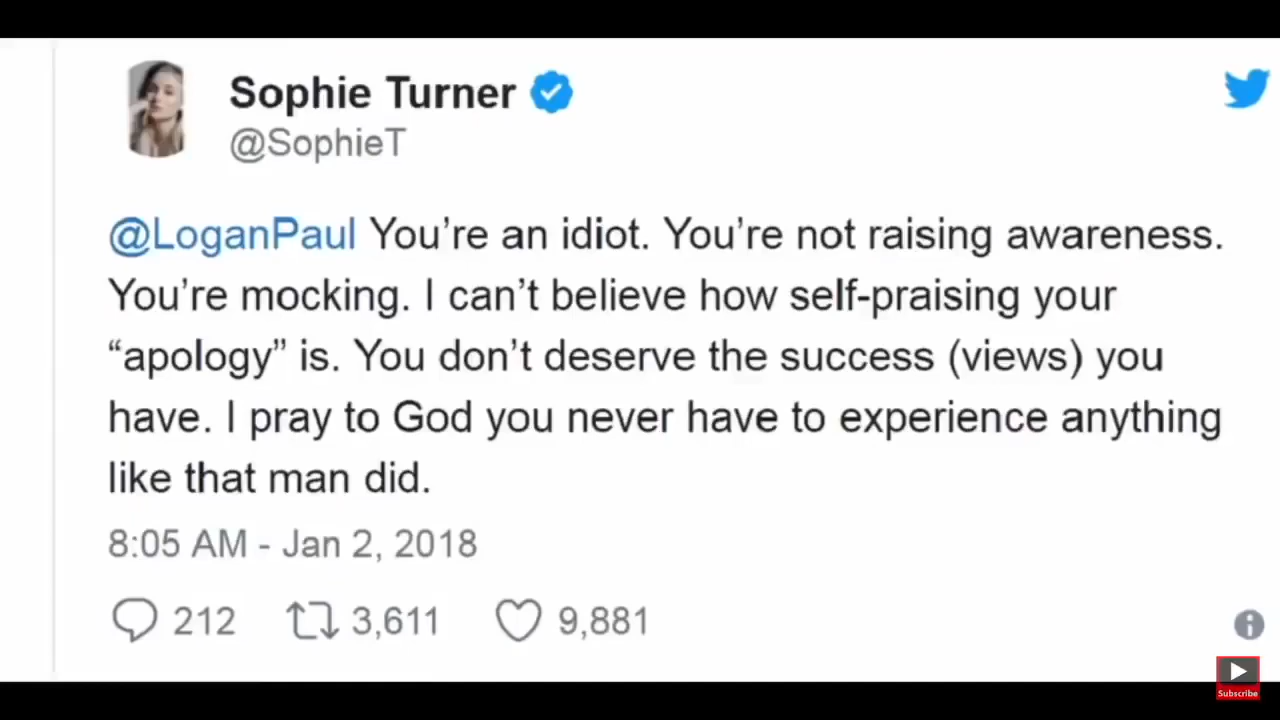 Sophie Turner
@SophieT
@LoganPaul You’re an idiot. You’re not raising awareness.
You’re mocking. I can’t believe how self-praising your
“apology” is. You don’t deserve the success (views) you
have. I pray to God you never have to experience anything
like that man did.
8:05 AM - Jan 2, 2018
212 3,611 9,881
Subscribe